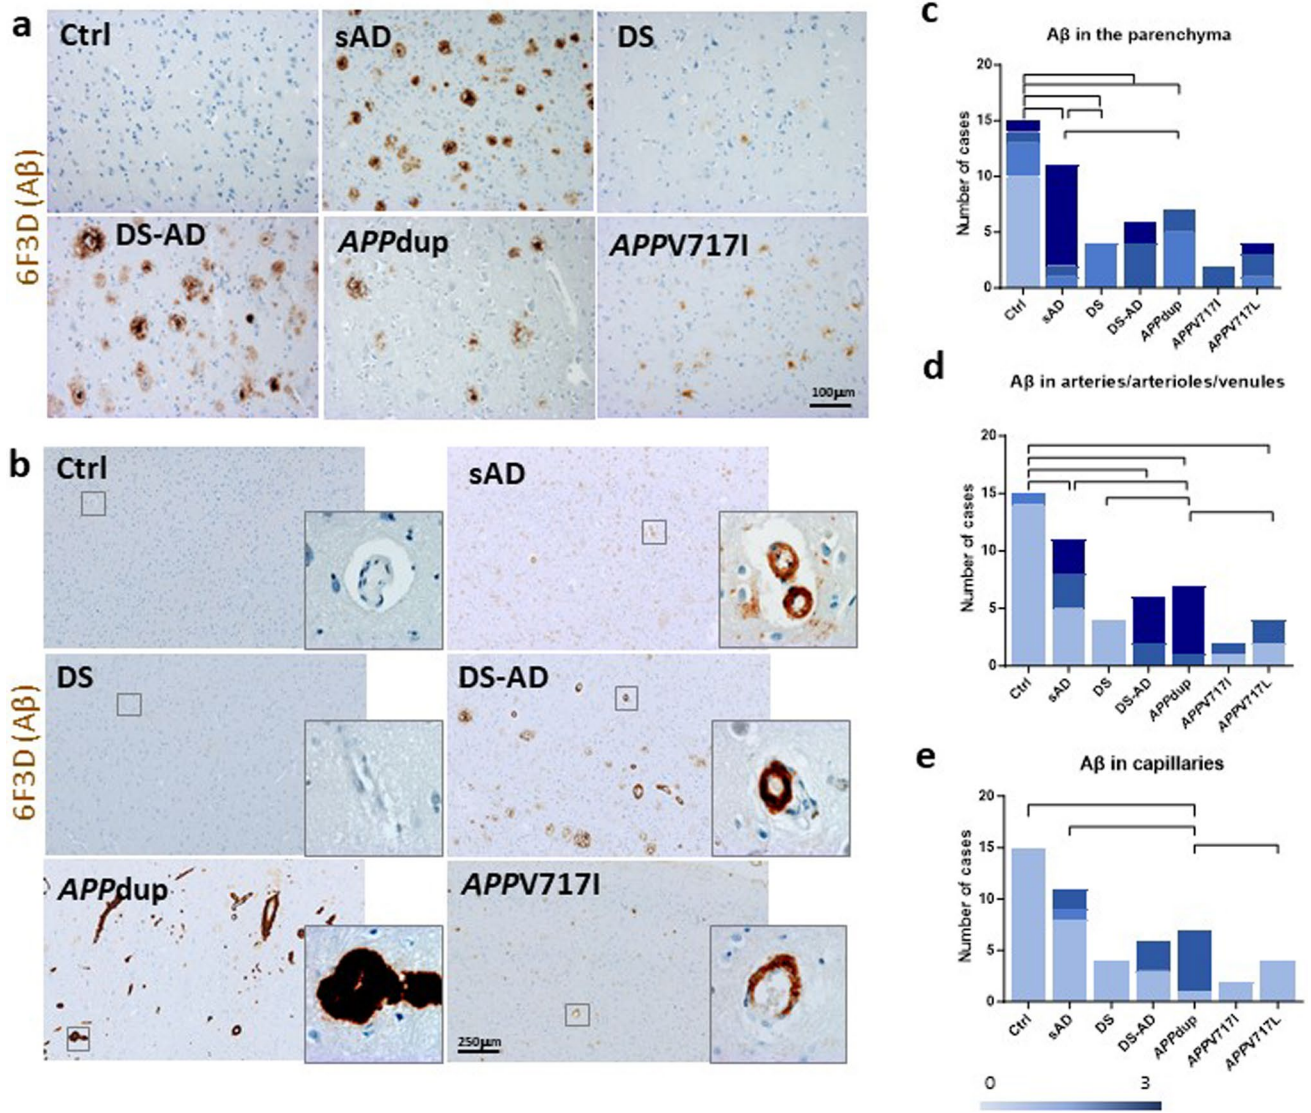 a
Ctrl
sAD
DS
DS-AD
APPdup
APPV717I
6F3D (Aβ)
100µm
b
Ctrl
sAD
DS
DS-AD
APPdup
APPV717I
6F3D (Aβ)
250µm
c
Aβ in the parenchyma
Number of cases
20
15
10
5
0
Ctrl
sAD
DS
DS-AD
APPdup
APPV717I
APPV717L
d
Aβ in arteries/arterioles/venules
Number of cases
20
15
10
5
0
Ctrl
sAD
DS
DS-AD
APPdup
APPV717I
APPV717L
e
Aβ in capillaries
Number of cases
20
15
10
5
0
Ctrl
sAD
DS
DS-AD
APPdup
APPV717I
APPV717L
0
3